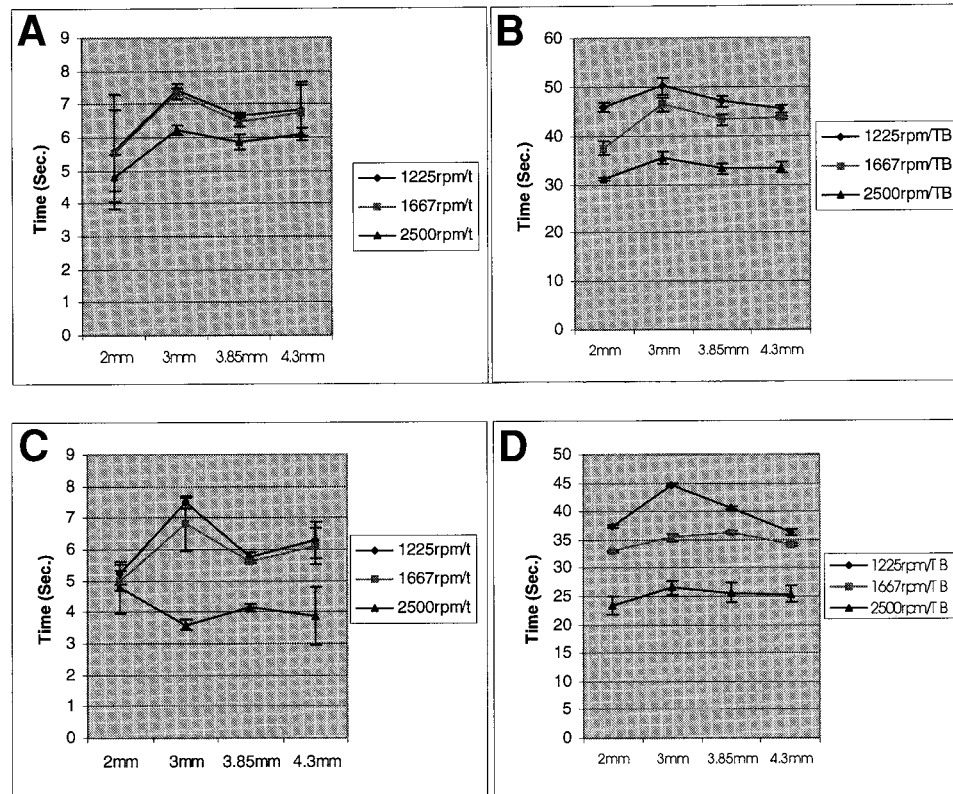 A
Time (Sec.)
9
8
7
6
5
4
3
2
1
0
2mm
3mm
3.85mm
4.3mm
1225rpm/t
1667rpm/t
2500rpm/t
B
Time (Sec.)
60
50
40
30
20
10
0
2mm
3mm
3.85mm
4.3mm
1225rpm/TB
1667rpm/TB
2500rpm/TB
C
Time (Sec.)
9
8
7
6
5
4
3
2
1
0
2mm
3mm
3.85mm
4.3mm
1225rpm/t
1667rpm/t
2500rpm/t
D
Time (Sec.)
50
45
40
35
30
25
20
15
10
5
0
2mm
3mm
3.85mm
4.3mm
1225rpm/TB
1667rpm/TB
2500rpm/TB